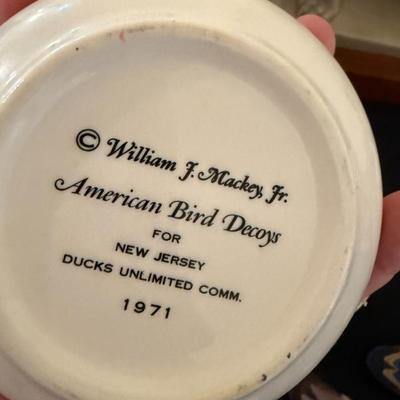 © William J. Mackey, Jr.
American Bird Decoys
FOR
NEW JERSEY
DUCKS UNLIMITED COMM.
1971